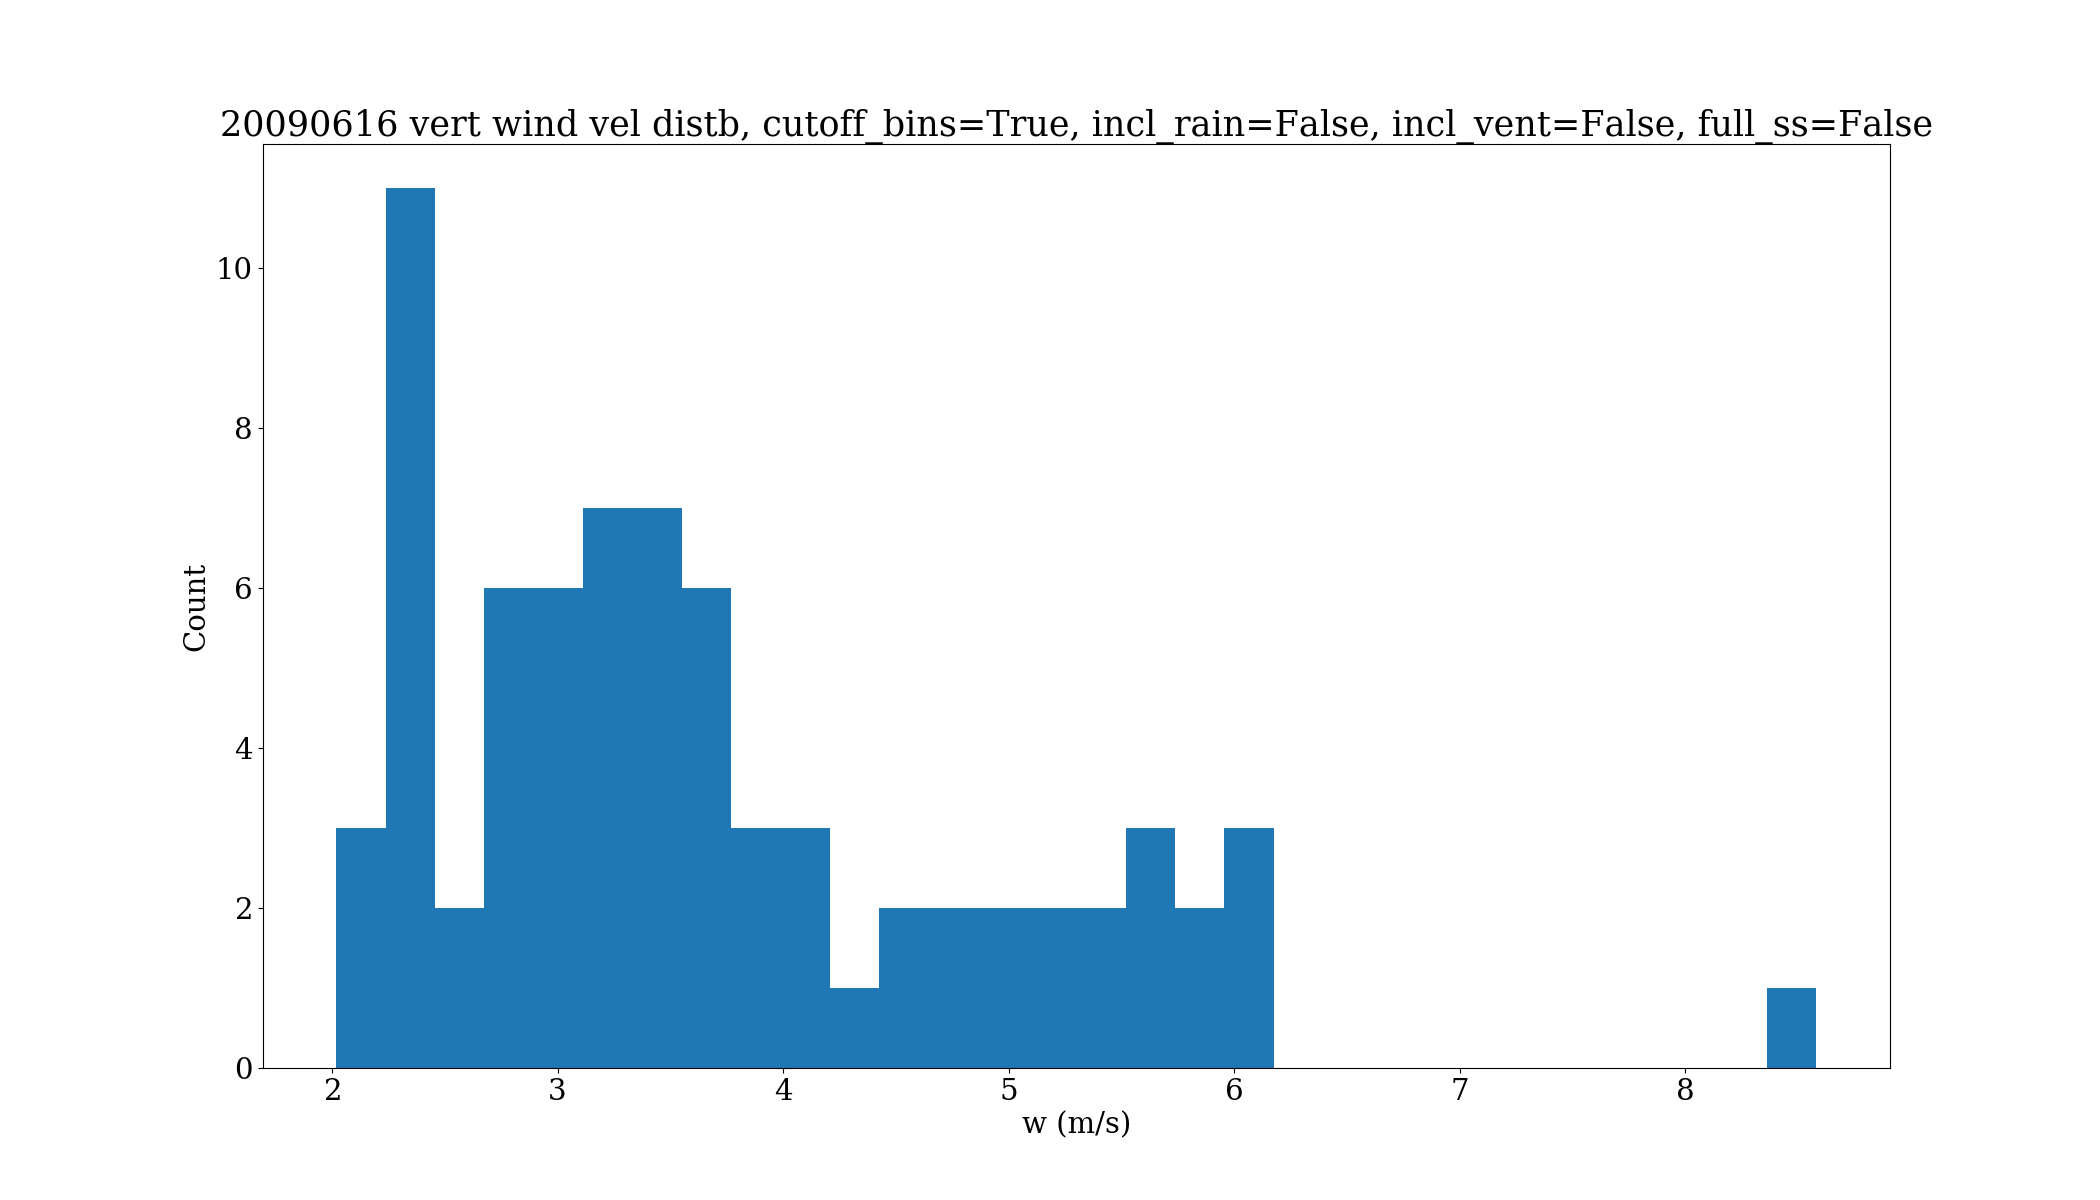 20090616 vert wind vel distb, cutoff_bins=True, incl_rain=False, incl_vent=False, full_ss=False
10
8
6
4
2
0
Count
2 3 4 5 6 7 8
w (m/s)